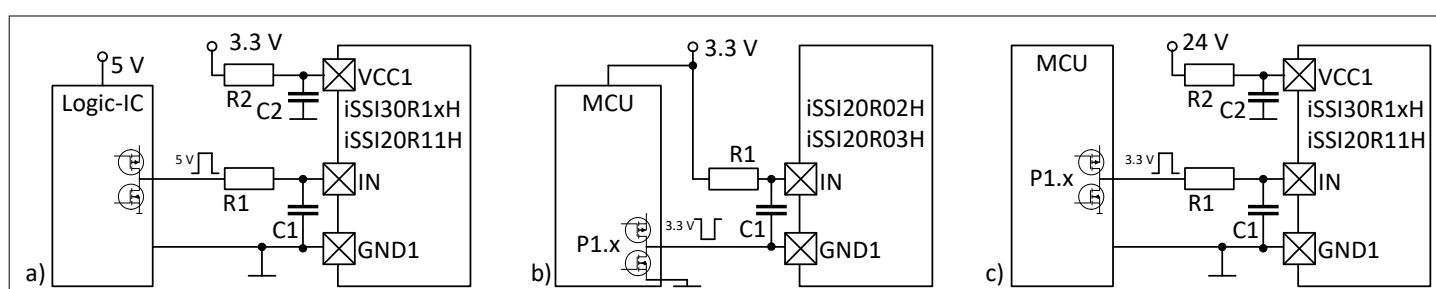 3.3 V
5 V
Logic-IC
R2
C2
VCC1
iSSI30R1xH
iSSI20R11H
5 V
R1
IN
C1
GND1
a)
3.3 V
MCU
iSSI20R02H
iSSI20R03H
R1
IN
3.3 V
C1
P1.x
GND1
b)
24 V
MCU
R2
C2
VCC1
iSSI30R1xH
iSSI20R11H
3.3 V
P1.x
R1
IN
C1
GND1
c)